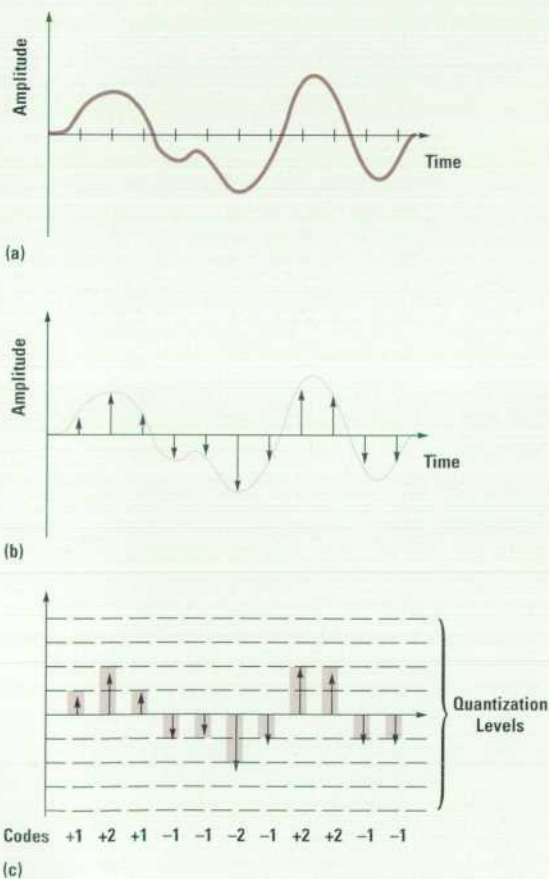 Amplitude
Time
(a)
Amplitude
Time
(b)
Quantization
Levels
Codes +1 +2 +1 −1 −1 −2 −1 +2 +2 −1 −1
(c)